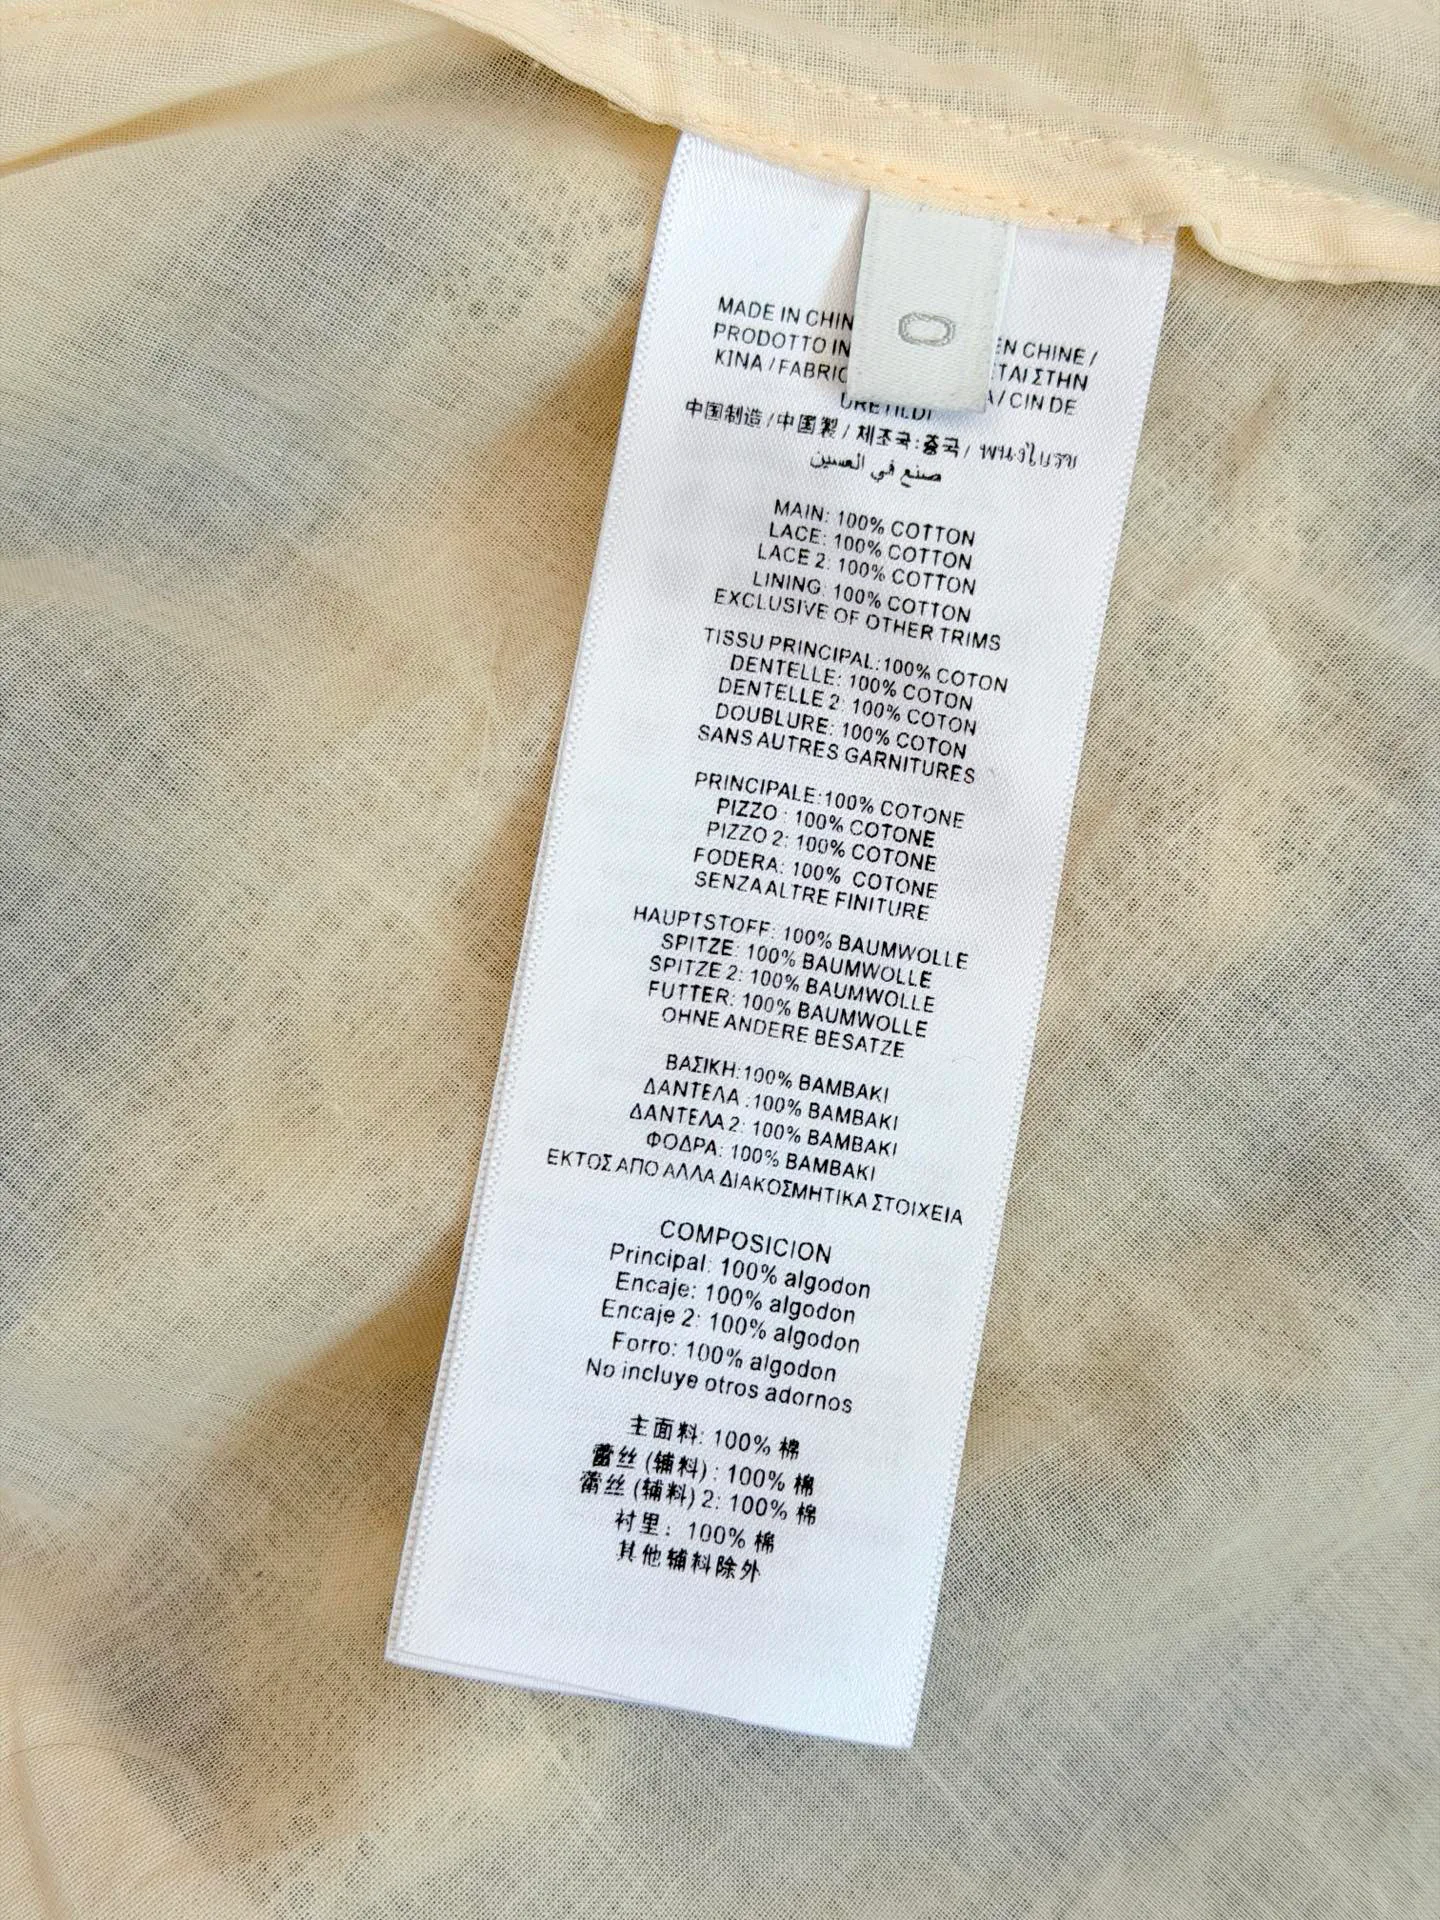 0
MADE IN CHIN EN CHINE /
PRODOTTO IN ΕΤΑΙ ΣΤΗΝ
KINA / FABRIC A / CIN DE
URETILDI
中国制造 / 中国製 / 제조국: 중국 /
صنع في الصين
MAIN: 100% COTTON
LACE: 100% COTTON
LACE 2: 100% COTTON
LINING: 100% COTTON
EXCLUSIVE OF OTHER TRIMS
TISSU PRINCIPAL:100% COTON
DENTELLE: 100% COTON
DENTELLE 2: 100% COTON
DOUBLURE: 100% COTON
SANS AUTRES GARNITURES
PRINCIPALE:100% COTONE
PIZZO : 100% COTONE
PIZZO 2: 100% COTONE
FODERA: 100% COTONE
SENZA ALTRE FINITURE
HAUPTSTOFF: 100% BAUMWOLLE
SPITZE: 100% BAUMWOLLE
SPITZE 2: 100% BAUMWOLLE
FUTTER: 100% BAUMWOLLE
OHNE ANDERE BESATZE
ΒΑΣΙΚΗ:100% ΒΑΜΒΑΚΙ
ΔΑΝΤΕΛΑ :100% ΒΑΜΒΑΚΙ
ΔΑΝΤΕΛΑ 2: 100% ΒΑΜΒΑΚΙ
ΦΟΔΡΑ: 100% ΒΑΜΒΑΚΙ
ΕΚΤΟΣ ΑΠΟ ΑΛΛΑ ΔΙΑΚΟΣΜΗΤΙΚΑ ΣΤΟΙΧΕΙΑ
COMPOSICION
Principal: 100% algodon
Encaje: 100% algodon
Encaje 2: 100% algodon
Forro: 100% algodon
No incluye otros adornos
主面料: 100% 棉
蕾丝 (辅料) : 100% 棉
蕾丝 (辅料) 2: 100% 棉
衬里: 100% 棉
其他辅料除外